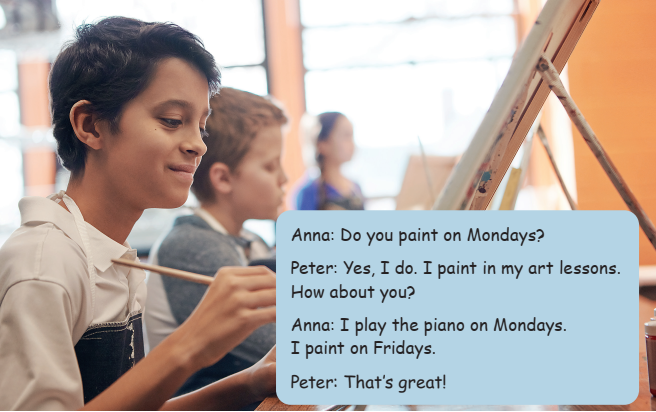 Anna: Do you paint on Mondays?
Peter: Yes, I do. I paint in my art lessons.
How about you?
Anna: I play the piano on Mondays.
I paint on Fridays.
Peter: That's great!